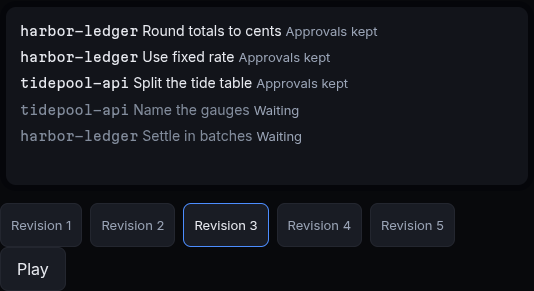 harbor-ledger Round totals to cents Approvals kept
harbor-ledger Use fixed rate Approvals kept
tidepool-api Split the tide table Approvals kept
tidepool-api Name the gauges Waiting
harbor-ledger Settle in batches Waiting
Revision 1 Revision 2 Revision 3 Revision 4 Revision 5
Play